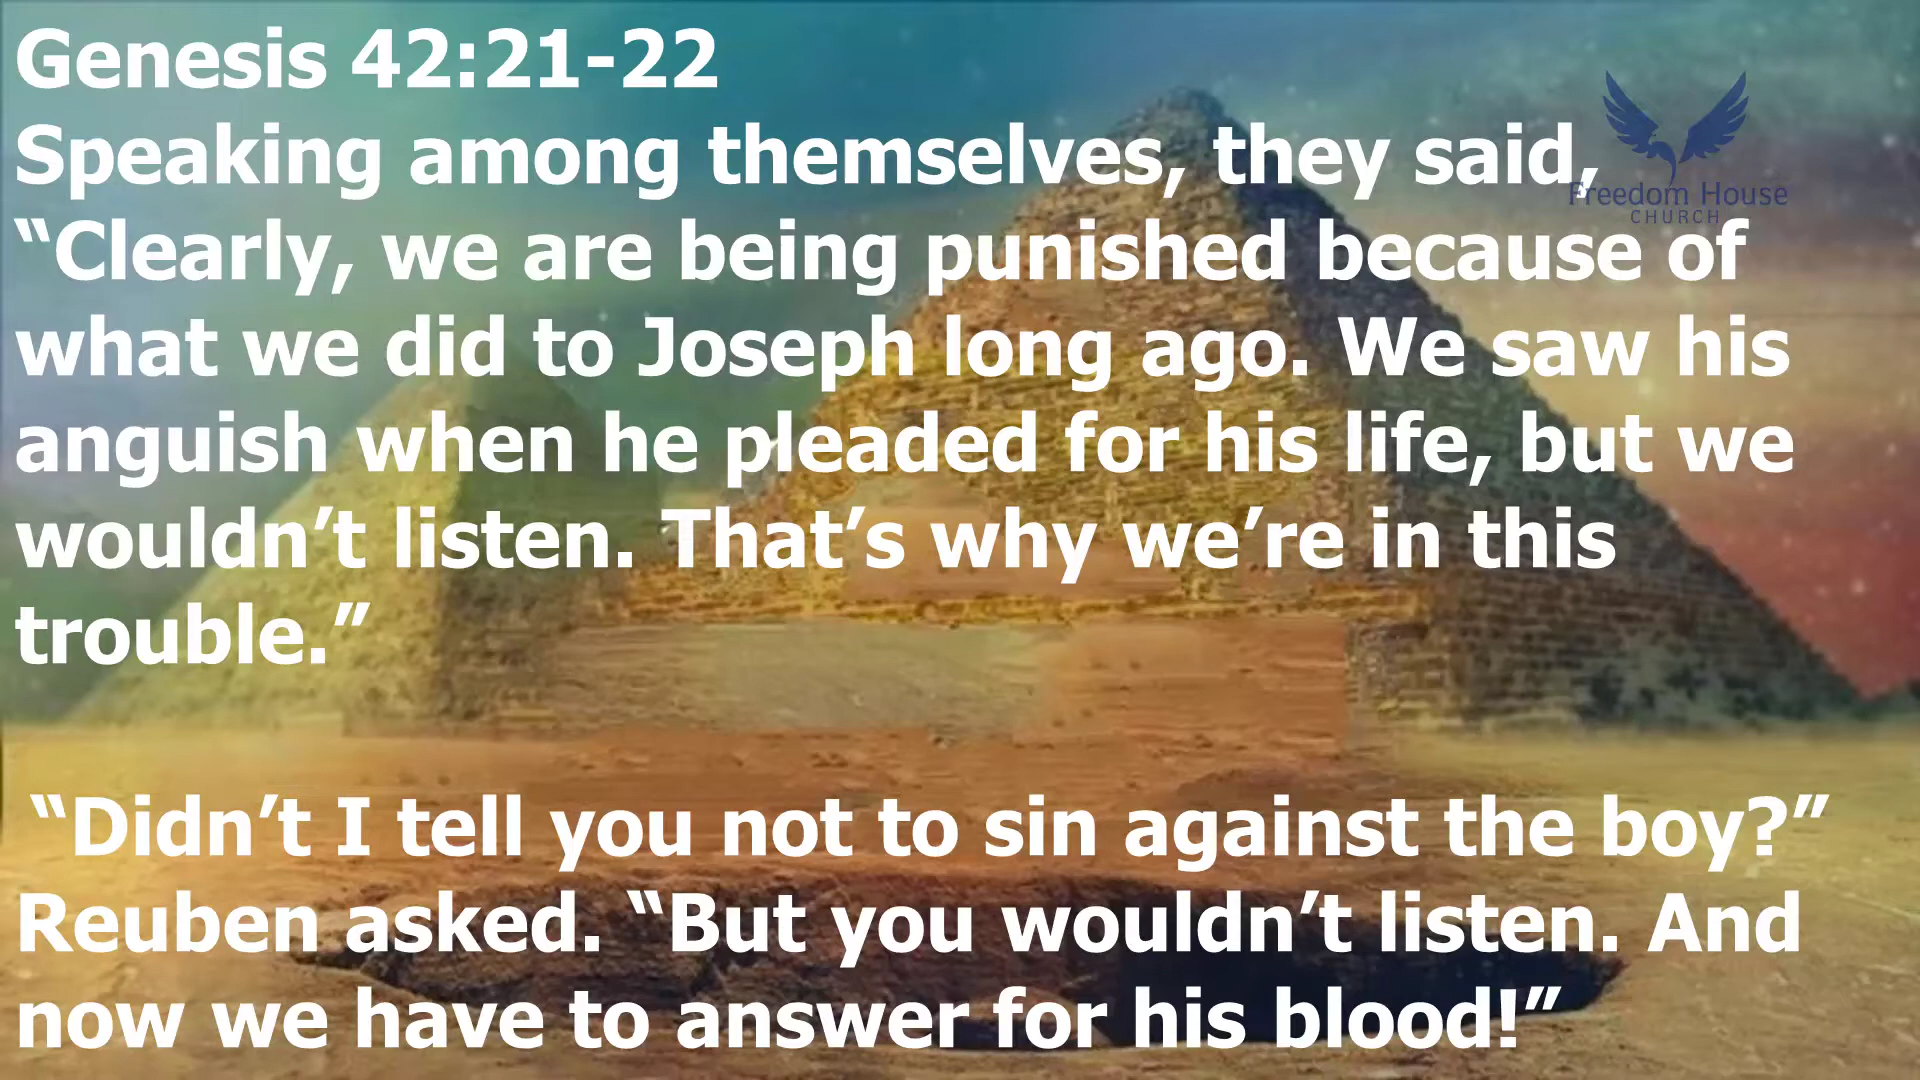 Genesis 42:21-22
Speaking among themselves, they said,
Freedom House
CHURCH
“Clearly, we are being punished because of
what we did to Joseph long ago. We saw his
anguish when he pleaded for his life, but we
wouldn’t listen. That’s why we’re in this
trouble.”
“Didn’t I tell you not to sin against the boy?”
Reuben asked. “But you wouldn’t listen. And
now we have to answer for his blood!”